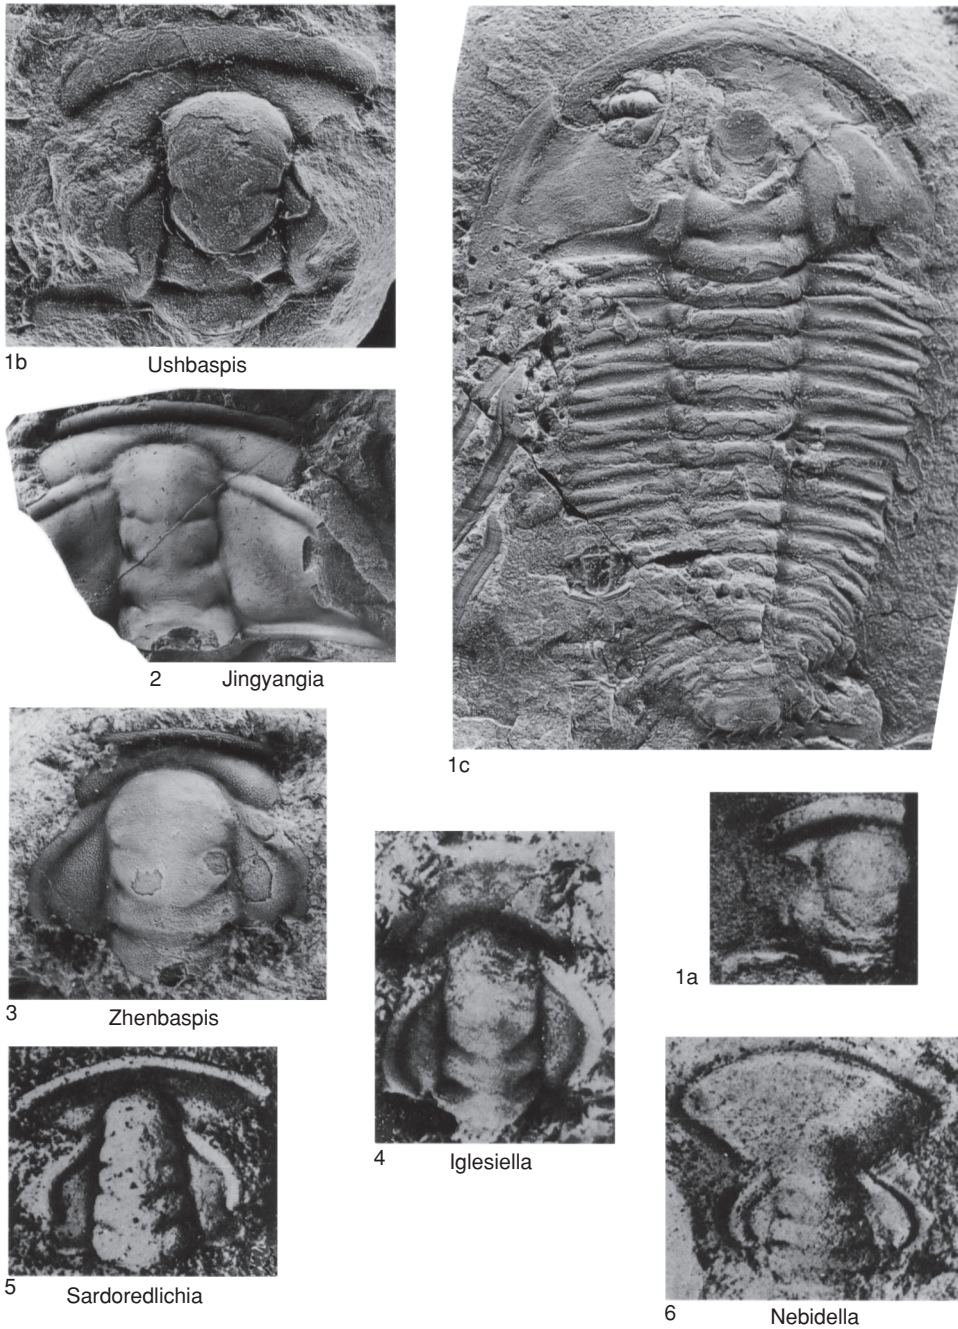 1b
Ushbaspis
2
Jingyangia
1c
3
Zhenbaspis
1a
4
Iglesiella
5
Sardoredlichia
6
Nebidella